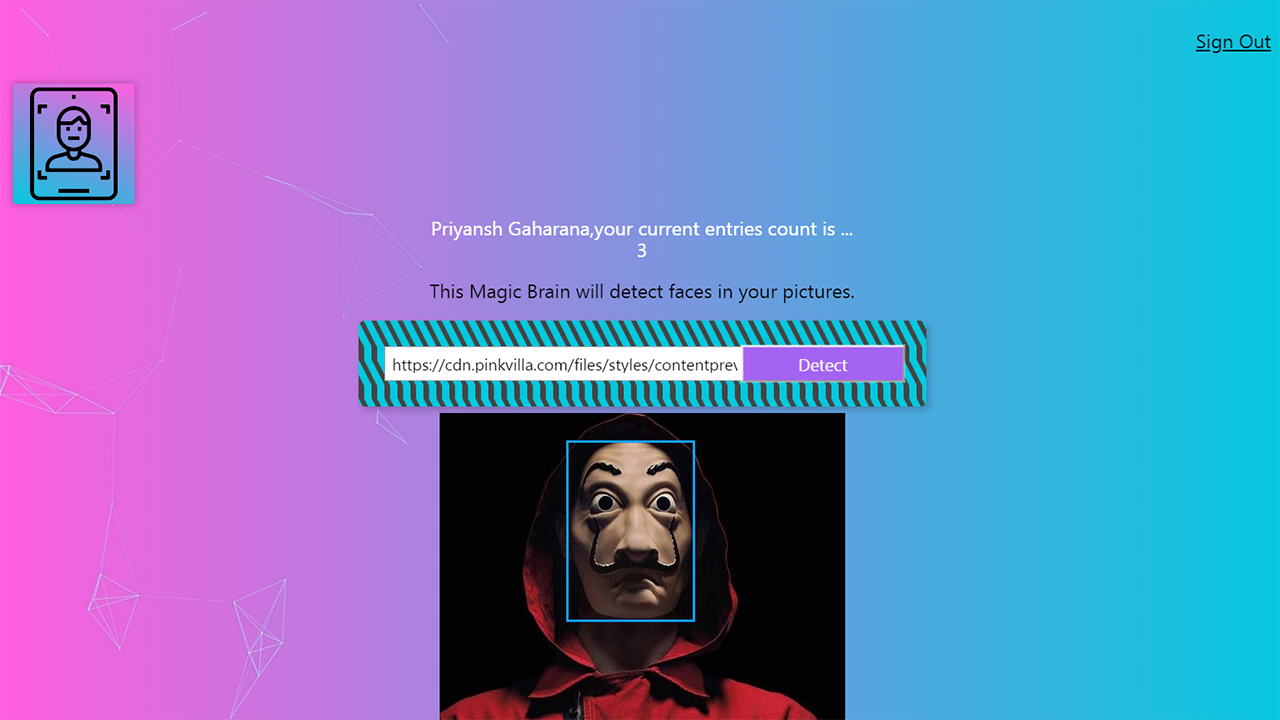 Sign Out
Priyansh Gaharana,your current entries count is ...
3
This Magic Brain will detect faces in your pictures.
https://cdn.pinkvilla.com/files/styles/contentprev
Detect